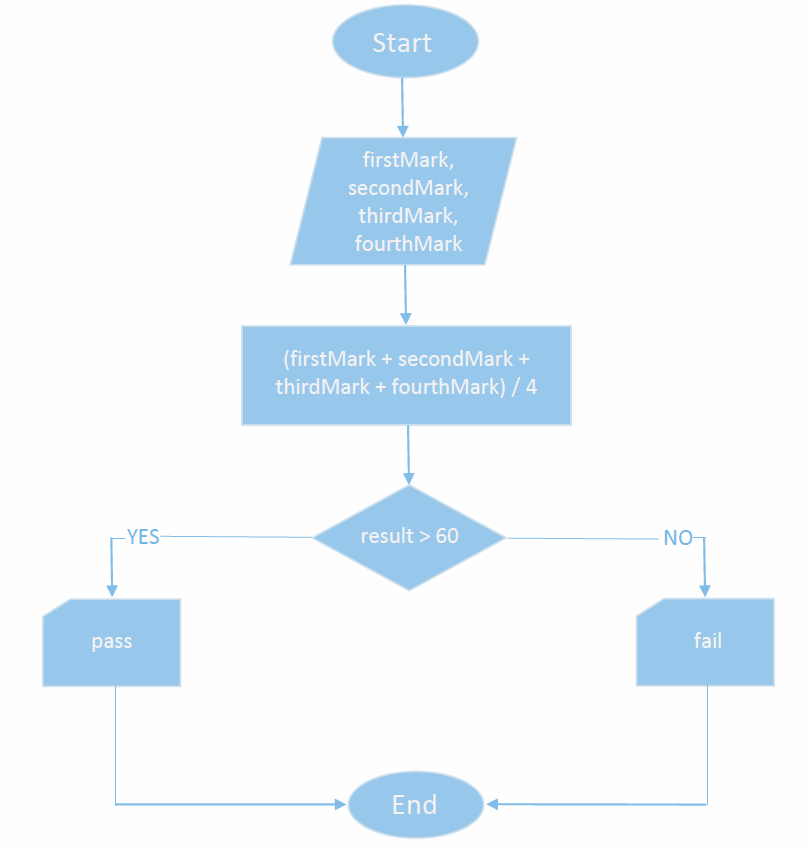 Start
firstMark,
secondMark,
thirdMark,
fourthMark
(firstMark + secondMark +
thirdMark + fourthMark) / 4
result > 60
YES
NO
pass
fail
End